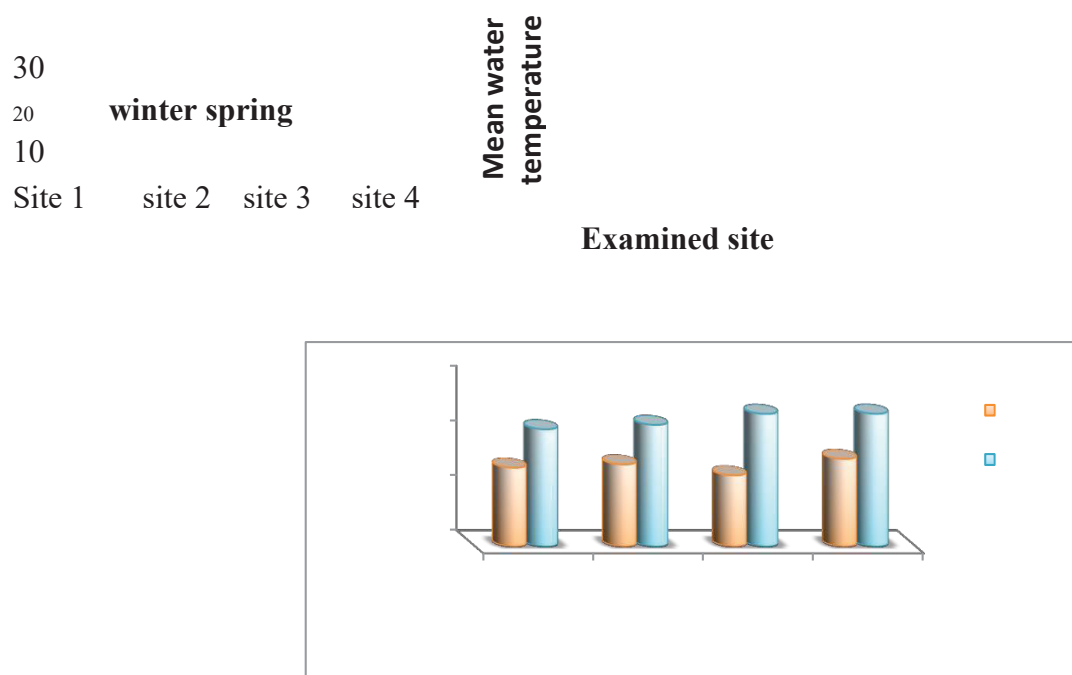 30
20 winter spring
10
Site 1 site 2 site 3 site 4
Mean water
temperature
Examined site